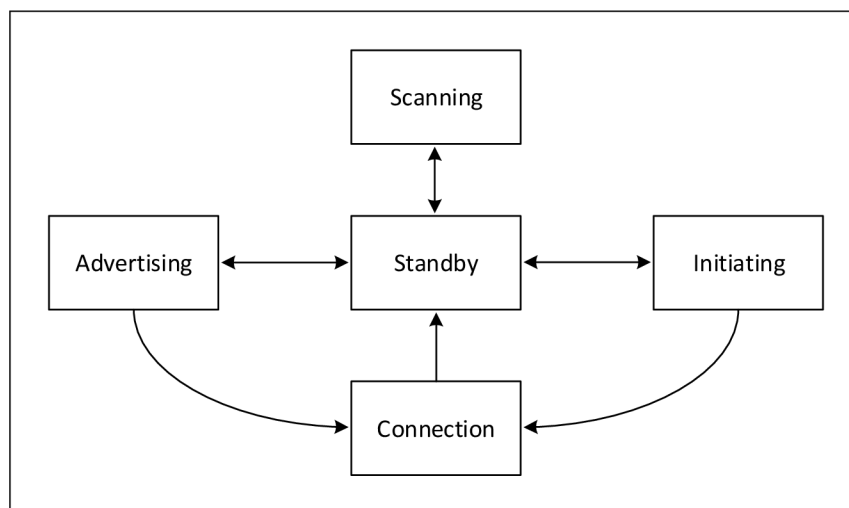 Scanning
Advertising
Standby
Initiating
Connection